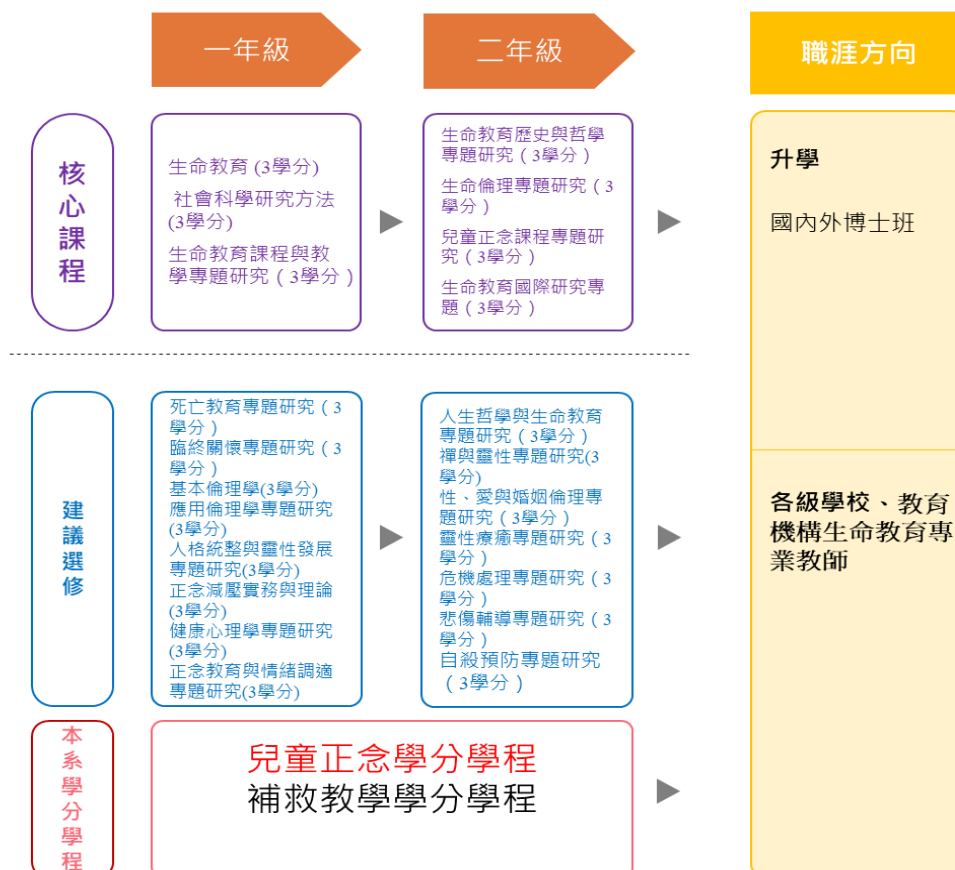 一年級
二年級
職涯方向
核心課程
生命教育 (3學分)
社會科學研究方法
(3學分)
生命教育課程與教
學專題研究（3學分）
生命教育歷史與哲學
專題研究（3學分）
生命倫理專題研究（3
學分）
兒童正念課程專題研
究（3學分）
生命教育國際研究專
題（3學分）
升學
國內外博士班
建議選修
死亡教育專題研究（3
學分）
臨終關懷專題研究（3
學分）
基本倫理學(3學分)
應用倫理學專題研究
(3學分)
人格統整與靈性發展
專題研究(3學分)
正念減壓實務與理論
(3學分)
健康心理學專題研究
(3學分)
正念教育與情緒調適
專題研究(3學分)
人生哲學與生命教育
專題研究（3學分）
禪與靈性專題研究(3
學分)
性、愛與婚姻倫理專
題研究（3學分）
靈性療癒專題研究（3
學分）
危機處理專題研究（3
學分）
悲傷輔導專題研究（3
學分）
自殺預防專題研究
（3學分）
各級學校、教育
機構生命教育專
業教師
本系學分學程
兒童正念學分學程
補救教學學分學程